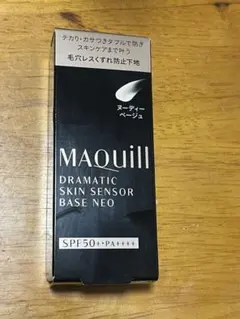 テカリ・カサつきダブルで防ぎ
スキンケアまで叶う
毛穴レスくずれ防止下地
ヌーディー
ベージュ
MAQuill
DRAMATIC
SKIN SENSOR
BASE NEO
SPF50+・PA++++